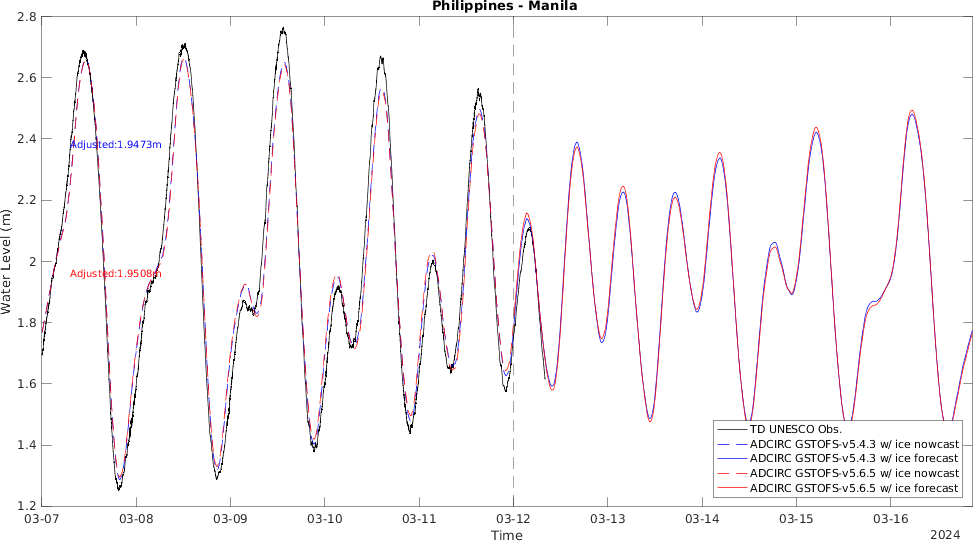 Philippines - Manila
2.8
2.6
2.4
2.2
2
1.8
1.6
1.4
1.2
Water Level (m)
Adjusted:1.9473m
Adjusted:1.9508m
TD UNESCO Obs.
ADCIRC GSTOFS-v5.4.3 w/ ice nowcast
ADCIRC GSTOFS-v5.4.3 w/ ice forecast
ADCIRC GSTOFS-v5.6.5 w/ ice nowcast
ADCIRC GSTOFS-v5.6.5 w/ ice forecast
03-07 03-08 03-09 03-10 03-11 03-12 03-13 03-14 03-15 03-16
Time
2024